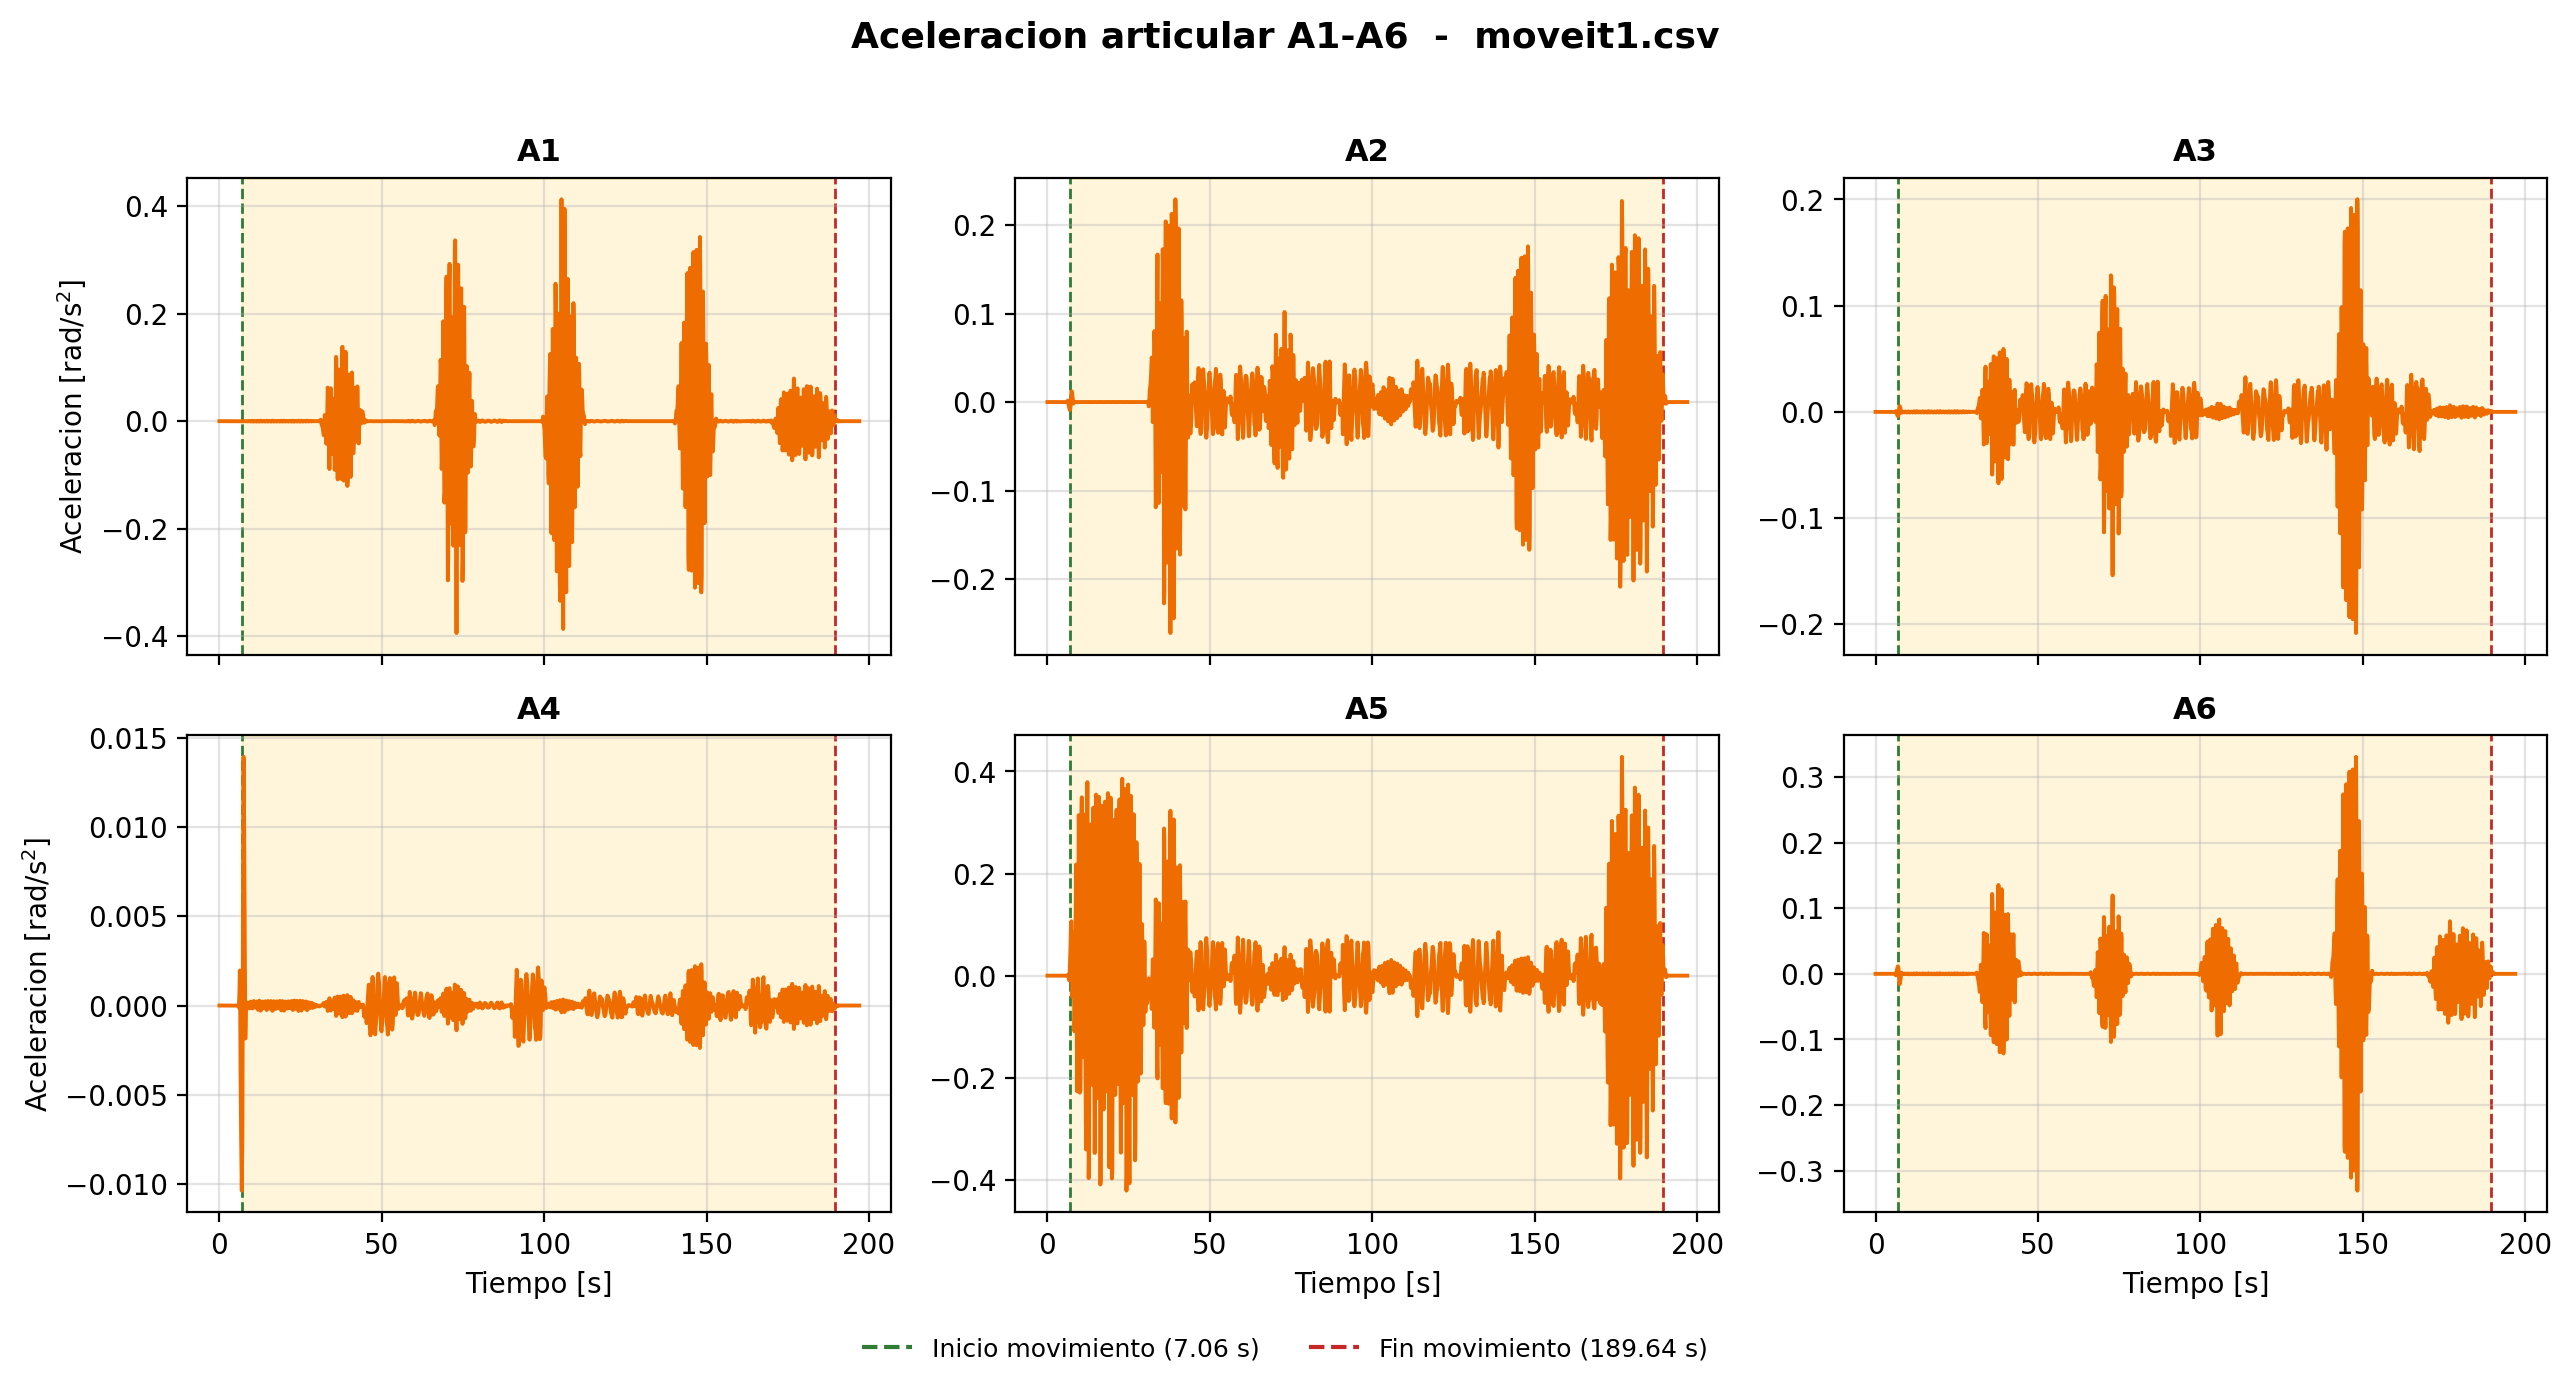 Aceleracion articular A1-A6  -  moveit1.csv
A1
A2
A3
Aceleracion [rad/s²]
0.4
0.2
0.0
−0.2
−0.4
0.2
0.1
0.0
−0.1
−0.2
0.2
0.1
0.0
−0.1
−0.2
A4
A5
A6
Aceleracion [rad/s²]
0.015
0.010
0.005
0.000
−0.005
−0.010
0.4
0.2
0.0
−0.2
−0.4
0.3
0.2
0.1
0.0
−0.1
−0.2
−0.3
0 50 100 150 200
0 50 100 150 200
0 50 100 150 200
Tiempo [s]
Tiempo [s]
Tiempo [s]
Inicio movimiento (7.06 s)
Fin movimiento (189.64 s)